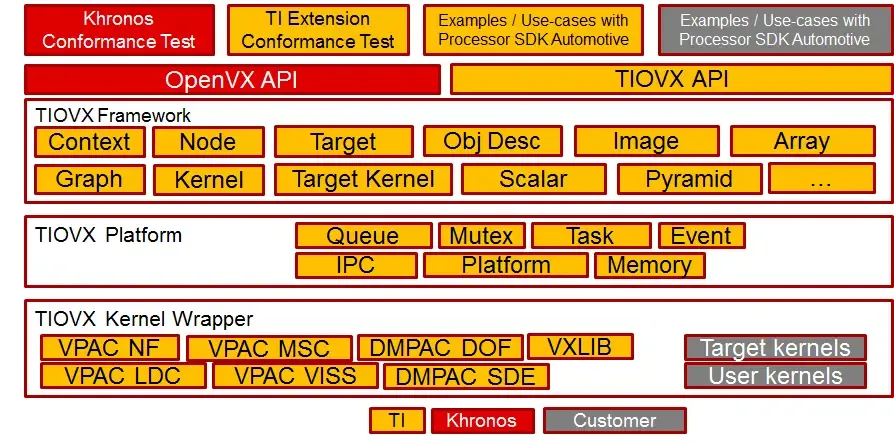 Khronos
Conformance Test
TI Extension
Conformance Test
Examples / Use-cases with
Processor SDK Automotive
Examples / Use-cases with
Processor SDK Automotive
OpenVX API
TIOVX API
TIOVX Framework
Context
Node
Target
Obj Desc
Image
Array
Graph
Kernel
Target Kernel
Scalar
Pyramid
...
TIOVX Platform
Queue
Mutex
Task
Event
IPC
Platform
Memory
TIOVX Kernel Wrapper
VPAC NF
VPAC MSC
DMPAC DOF
VXLIB
Target kernels
VPAC LDC
VPAC VISS
DMPAC SDE
User kernels
TI
Khronos
Customer